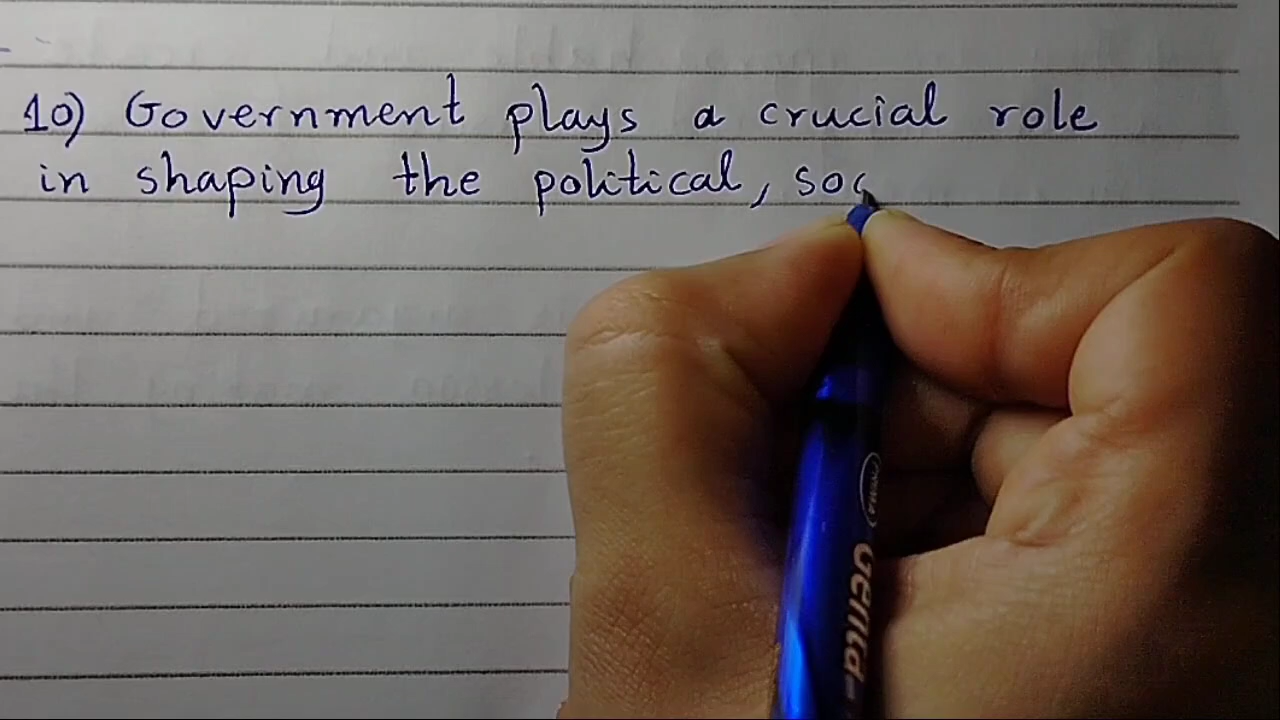 10) Government plays a crucial role
in shaping the political, soc